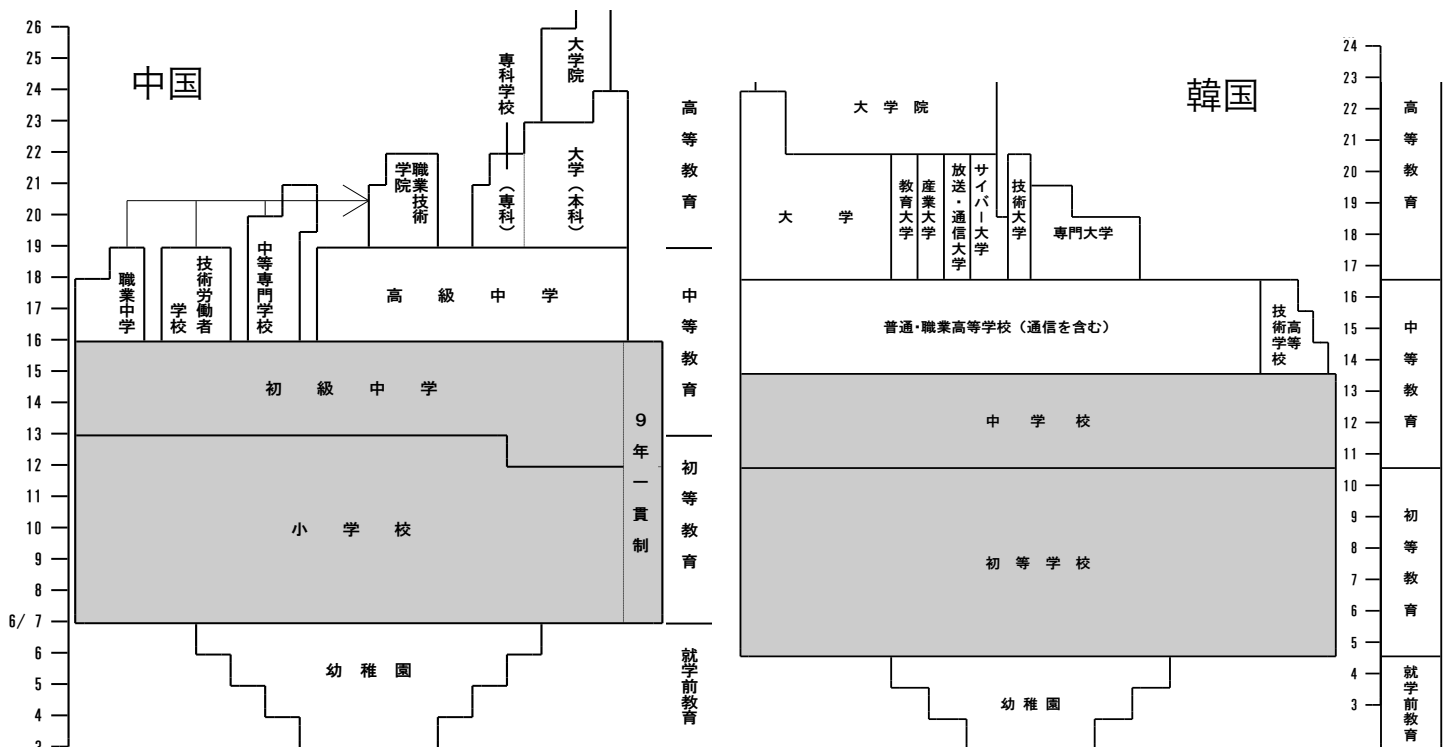 中国
26
25
24
23
22
21
20
19
18
17
16
15
14
13
12
11
10
9
8
6/ 7
6
5
4
大学院
専科学校
(専科)
大学(本科)
職業技術
学院
職業中学
技術労働者
学校
中等専門学校
高級中学
初級中学
9年一貫制
小学校
幼稚園
高等教育
中等教育
初等教育
就学前教育
韓国
24
23
22
21
20
19
18
17
16
15
14
13
12
11
10
9
8
7
6
5
4
3
大学院
大学
教育大学
産業大学
放送・通信大学
サイバー大学
技術大学
専門大学
普通・職業高等学校(通信を含む)
技術学校
高等
中学校
初等学校
幼稚園
高等教育
中等教育
初等教育
就学前教育